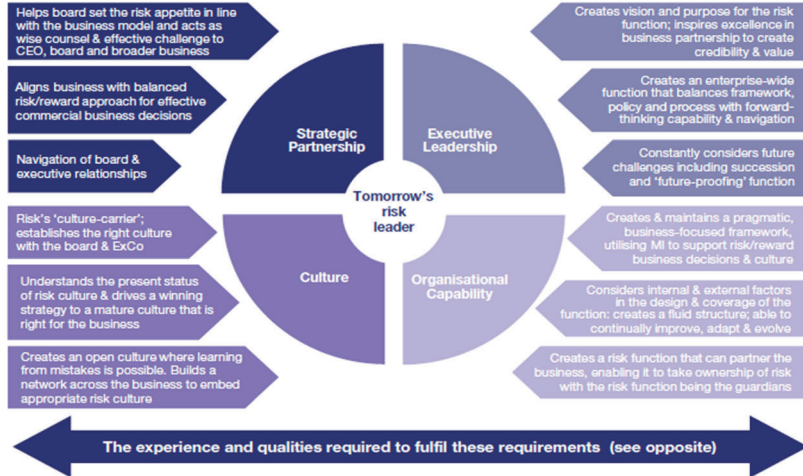 Helps board set the risk appetite in line
with the business model and acts as
wise counsel & effective challenge to
CEO, board and broader business
Aligns business with balanced
risk/reward approach for effective
commercial business decisions
Navigation of board &
executive relationships
Risk's 'culture-carrier';
establishes the right culture
with the board & ExCo
Understands the present status
of risk culture & drives a winning
strategy to a mature culture that is
right for the business
Creates an open culture where learning
from mistakes is possible. Builds a
network across the business to embed
appropriate risk culture
Strategic
Partnership
Executive
Leadership
Tomorrow's
risk
leader
Culture
Organisational
Capability
Creates vision and purpose for the risk
function; inspires excellence in
business partnership to create
credibility & value
Creates an enterprise-wide
function that balances framework,
policy and process with forward-
thinking capability & navigation
Constantly considers future
challenges including succession
and 'future-proofing' function
Creates & maintains a pragmatic,
business-focused framework,
utilising MI to support risk/reward
business decisions & culture
Considers internal & external factors
in the design & coverage of the
function: creates a fluid structure; able to
continually improve, adapt & evolve
Creates a risk function that can partner the
business, enabling it to take ownership of risk
with the risk function being the guardians
The experience and qualities required to fulfil these requirements (see opposite)